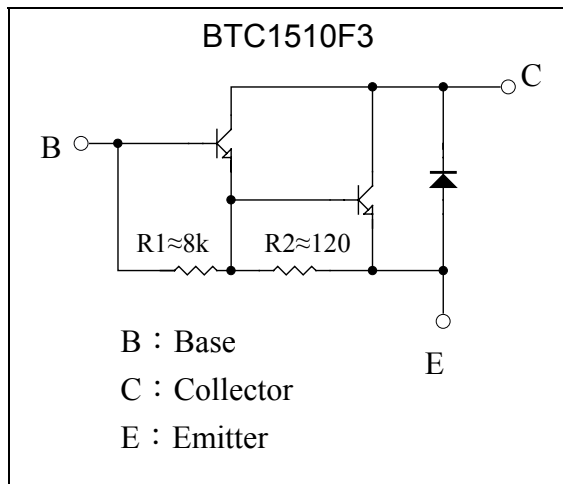 BTC1510F3
C
B
R1≈8k R2≈120
B：Base
E
C：Collector
E：Emitter